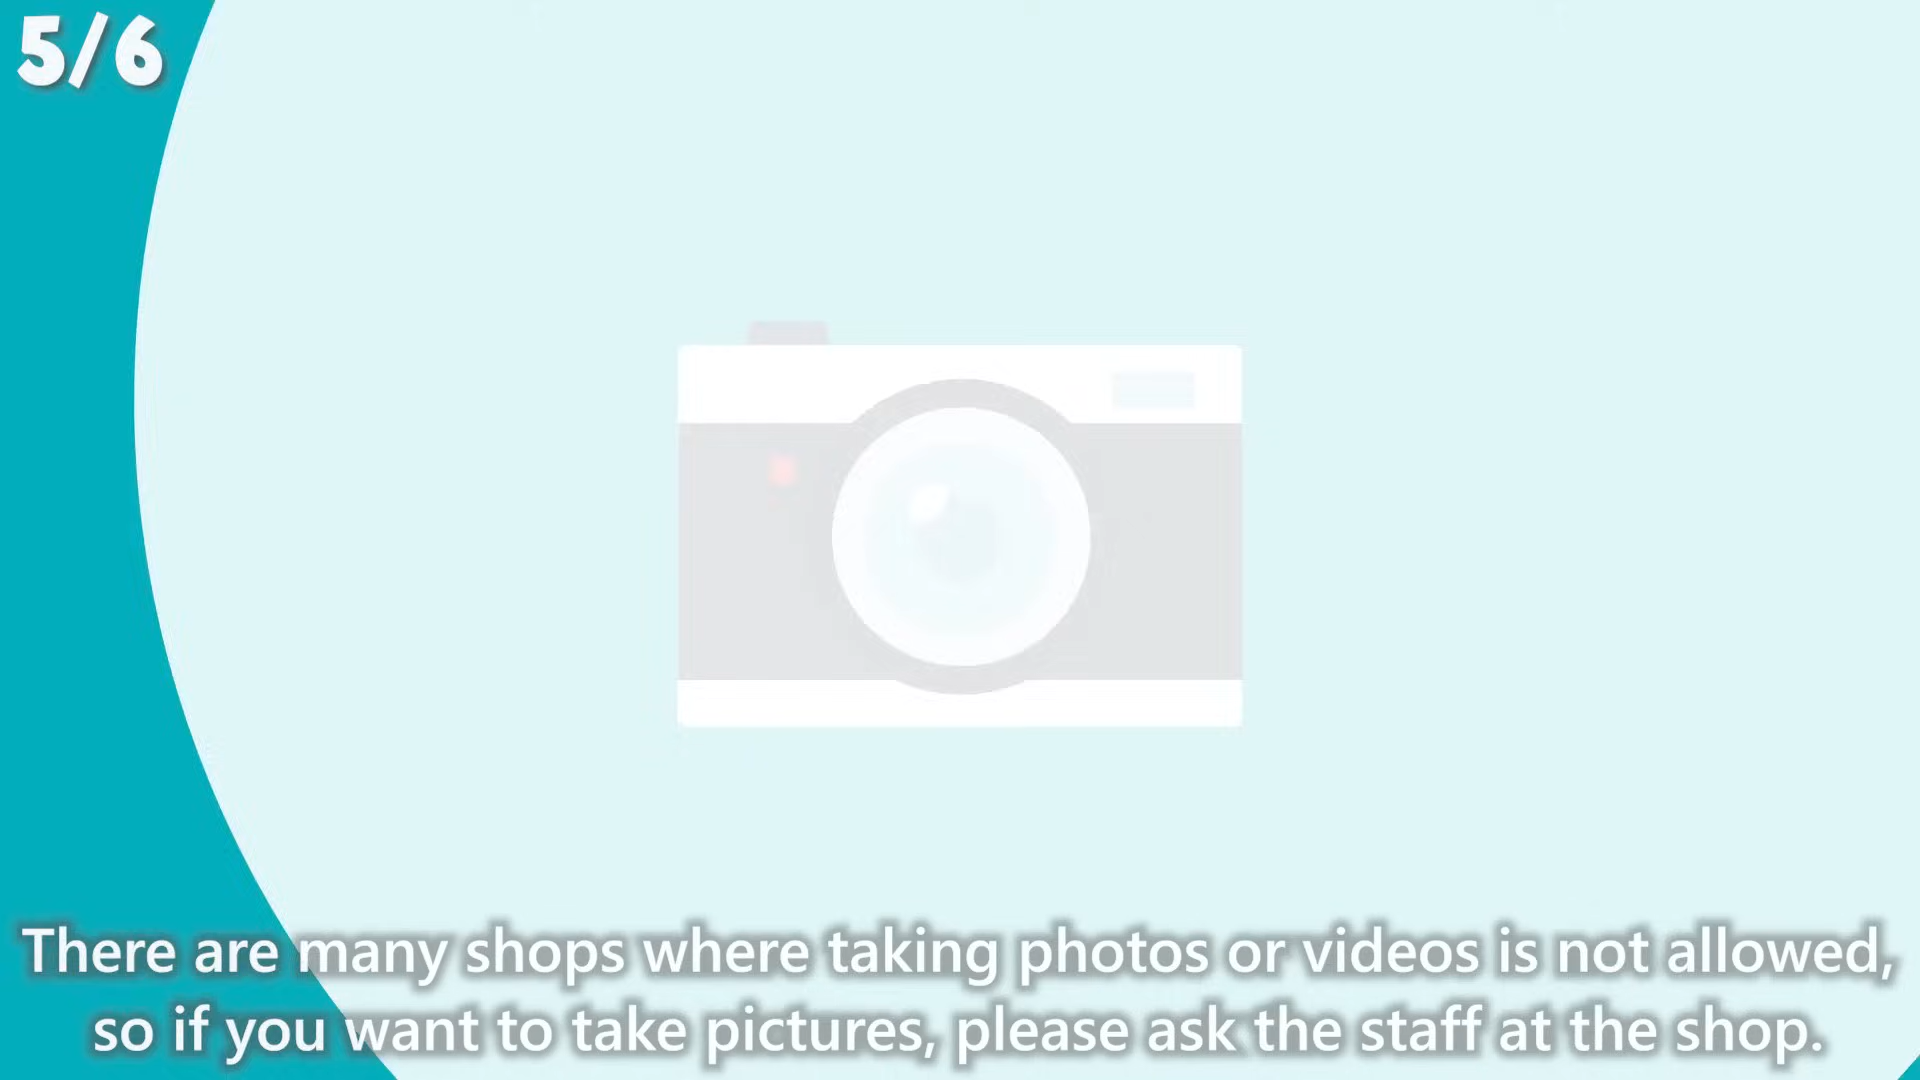 5/6
There are many shops where taking photos or videos is not allowed,
so if you want to take pictures, please ask the staff at the shop.